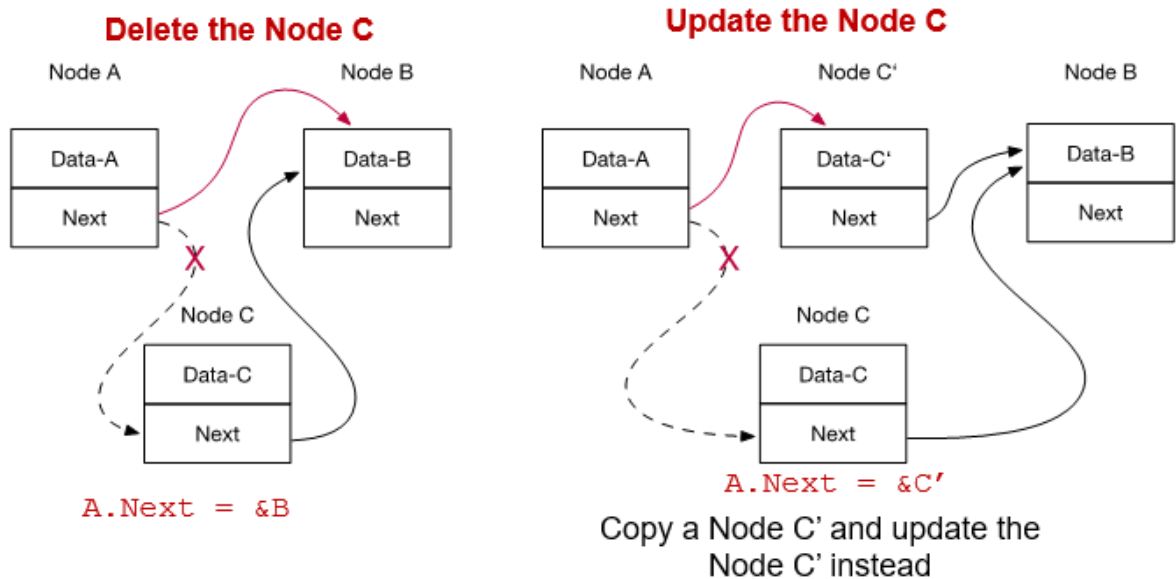 Delete the Node C
Node A
Node B
Data-A
Data-B
Next
Next
X
Node C
Data-C
Next
A.Next = &B
Update the Node C
Node A
Node C‘
Node B
Data-A
Data-C‘
Data-B
Next
Next
Next
X
Node C
Data-C
Next
A.Next = &C’
Copy a Node C’ and update the
Node C’ instead